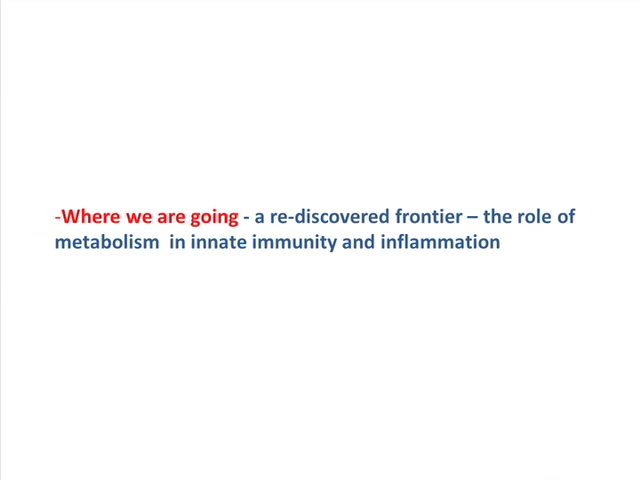 -Where we are going - a re-discovered frontier – the role of
metabolism  in innate immunity and inflammation